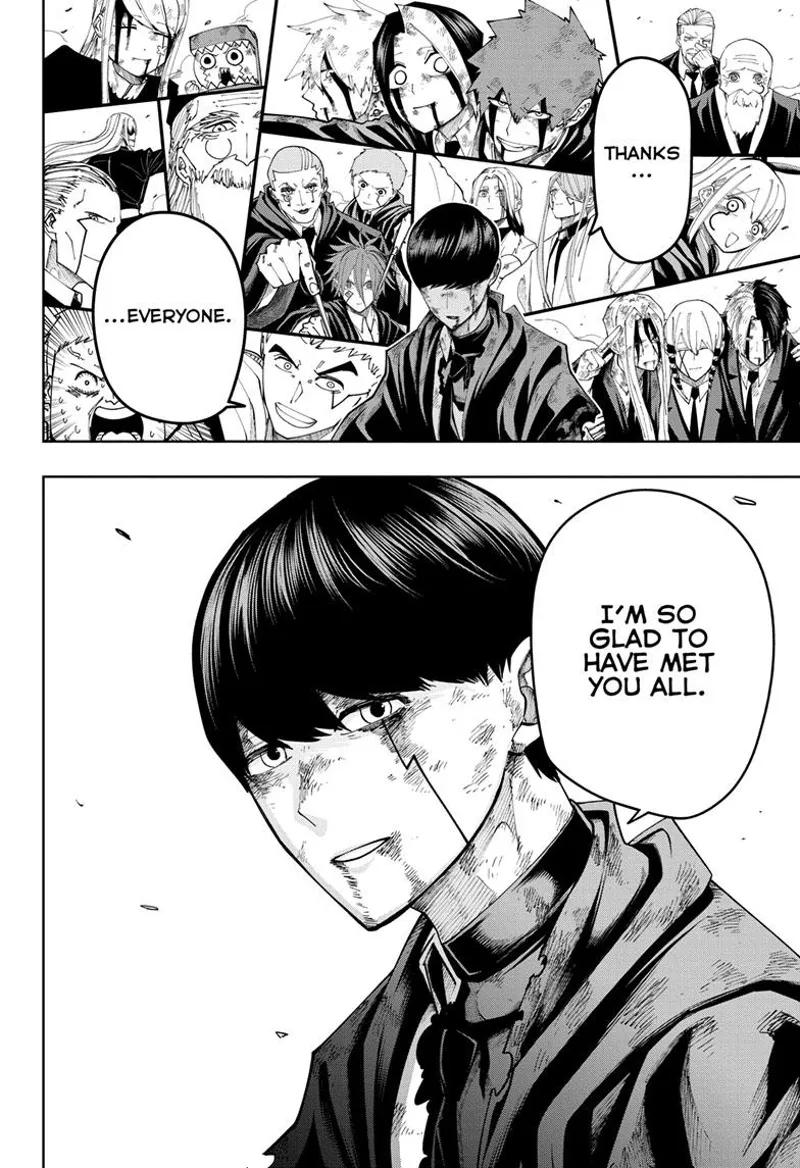 THANKS
...
...EVERYONE.
I'M SO
GLAD TO
HAVE MET
YOU ALL.